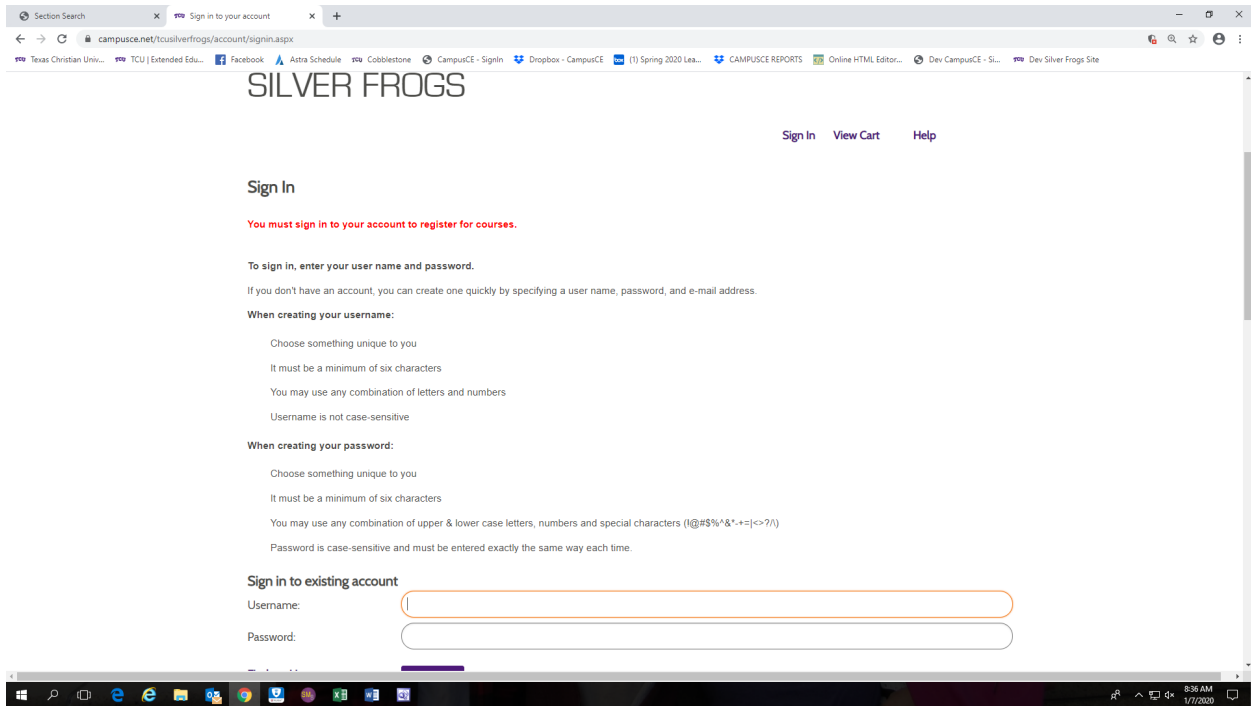 Section Search
TCU Sign in to your account
campusce.net/tcusilverfrogs/account/signin.aspx
TCU Texas Christian Univ... TCU TCU | Extended Edu... Facebook Astra Schedule TCU Cobblestone CampusCE - SignIn Dropbox - CampusCE box (1) Spring 2020 Lea... CAMPUSCE REPORTS Online HTML Editor... Dev CampusCE - Si... TCU Dev Silver Frogs Site
SILVER FROGS
Sign In View Cart Help
Sign In
You must sign in to your account to register for courses.
To sign in, enter your user name and password.
If you don't have an account, you can create one quickly by specifying a user name, password, and e-mail address.
When creating your username:
Choose something unique to you
It must be a minimum of six characters
You may use any combination of letters and numbers
Username is not case-sensitive
When creating your password:
Choose something unique to you
It must be a minimum of six characters
You may use any combination of upper & lower case letters, numbers and special characters (!@#$%^&*-+=|<>?/\)
Password is case-sensitive and must be entered exactly the same way each time.
Sign in to existing account
Username:
Password:
8:36 AM
1/7/2020